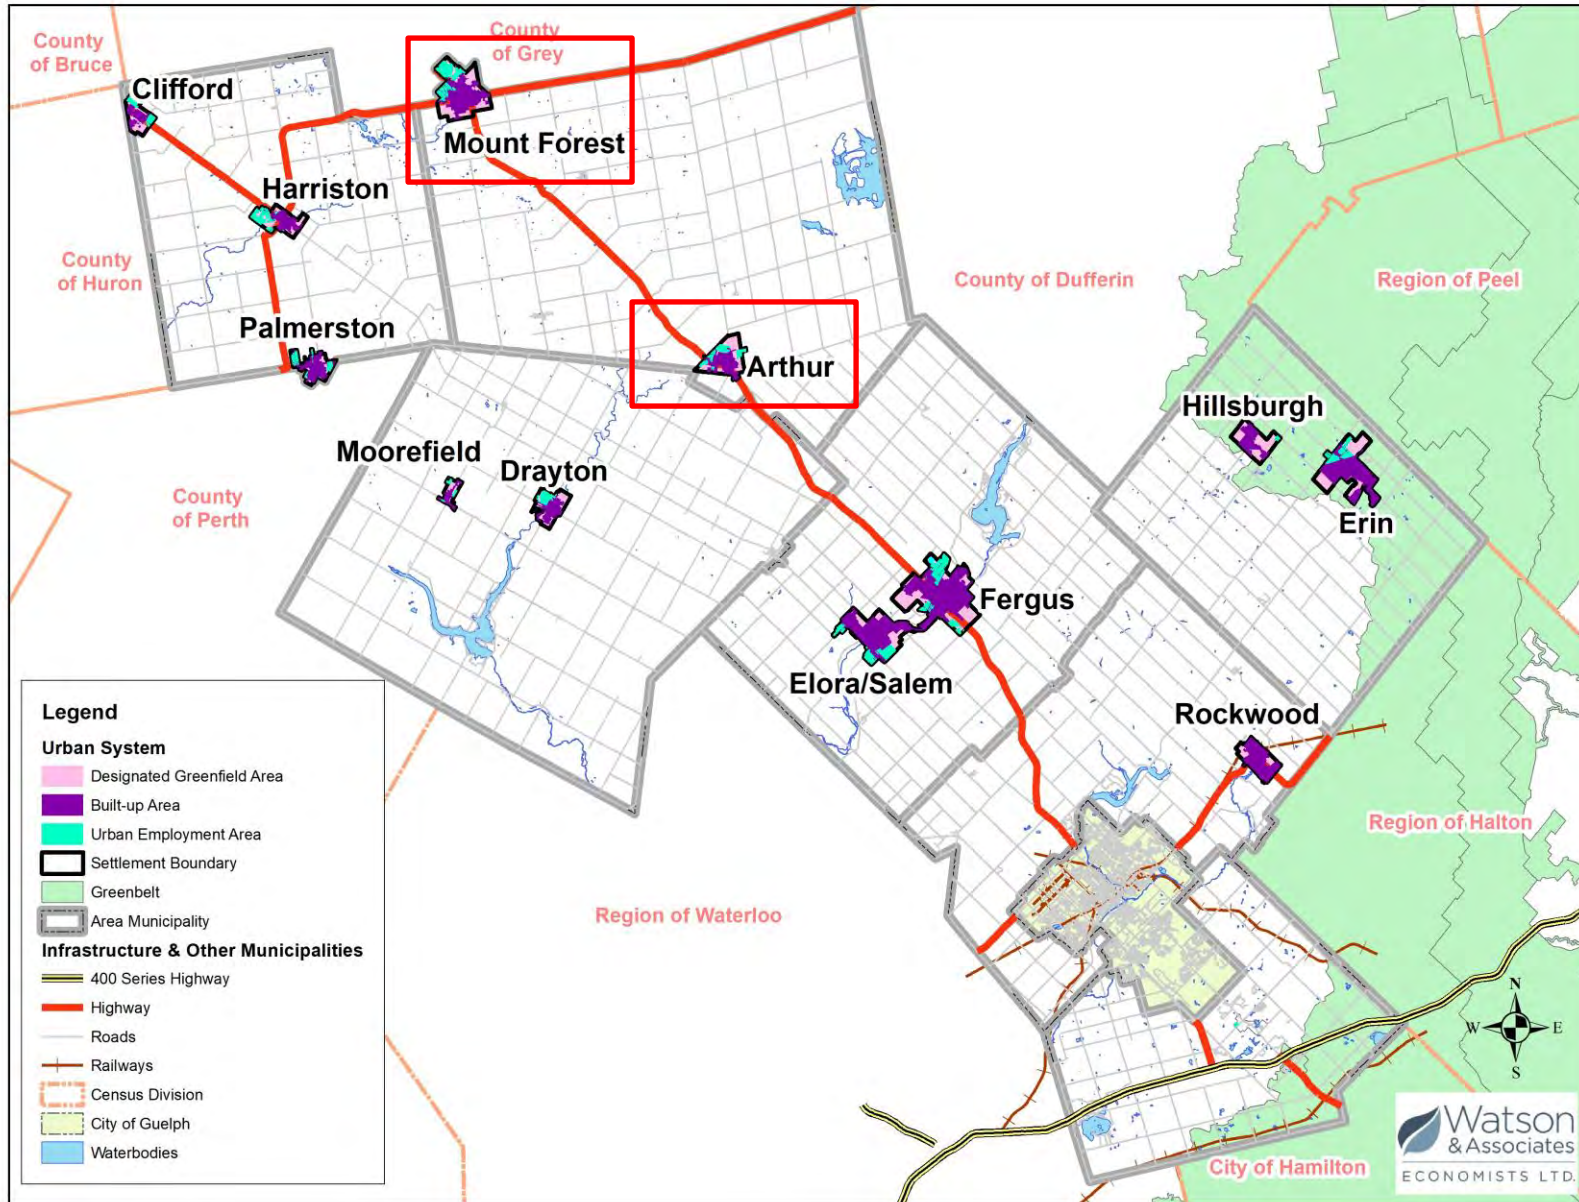 County
of Bruce
County
of Grey
Clifford
Mount Forest
Harriston
County
of Huron
County of Dufferin
Region of Peel
Palmerston
Arthur
Hillsburgh
Moorefield
Drayton
County
of Perth
Erin
Fergus
Elora/Salem
Rockwood
Region of Halton
Region of Waterloo
City of Hamilton
Legend
Urban System
Designated Greenfield Area
Built-up Area
Urban Employment Area
Settlement Boundary
Greenbelt
Area Municipality
Infrastructure & Other Municipalities
400 Series Highway
Highway
Roads
Railways
Census Division
City of Guelph
Waterbodies
N
W E
S
Watson
& Associates
ECONOMISTS LTD.